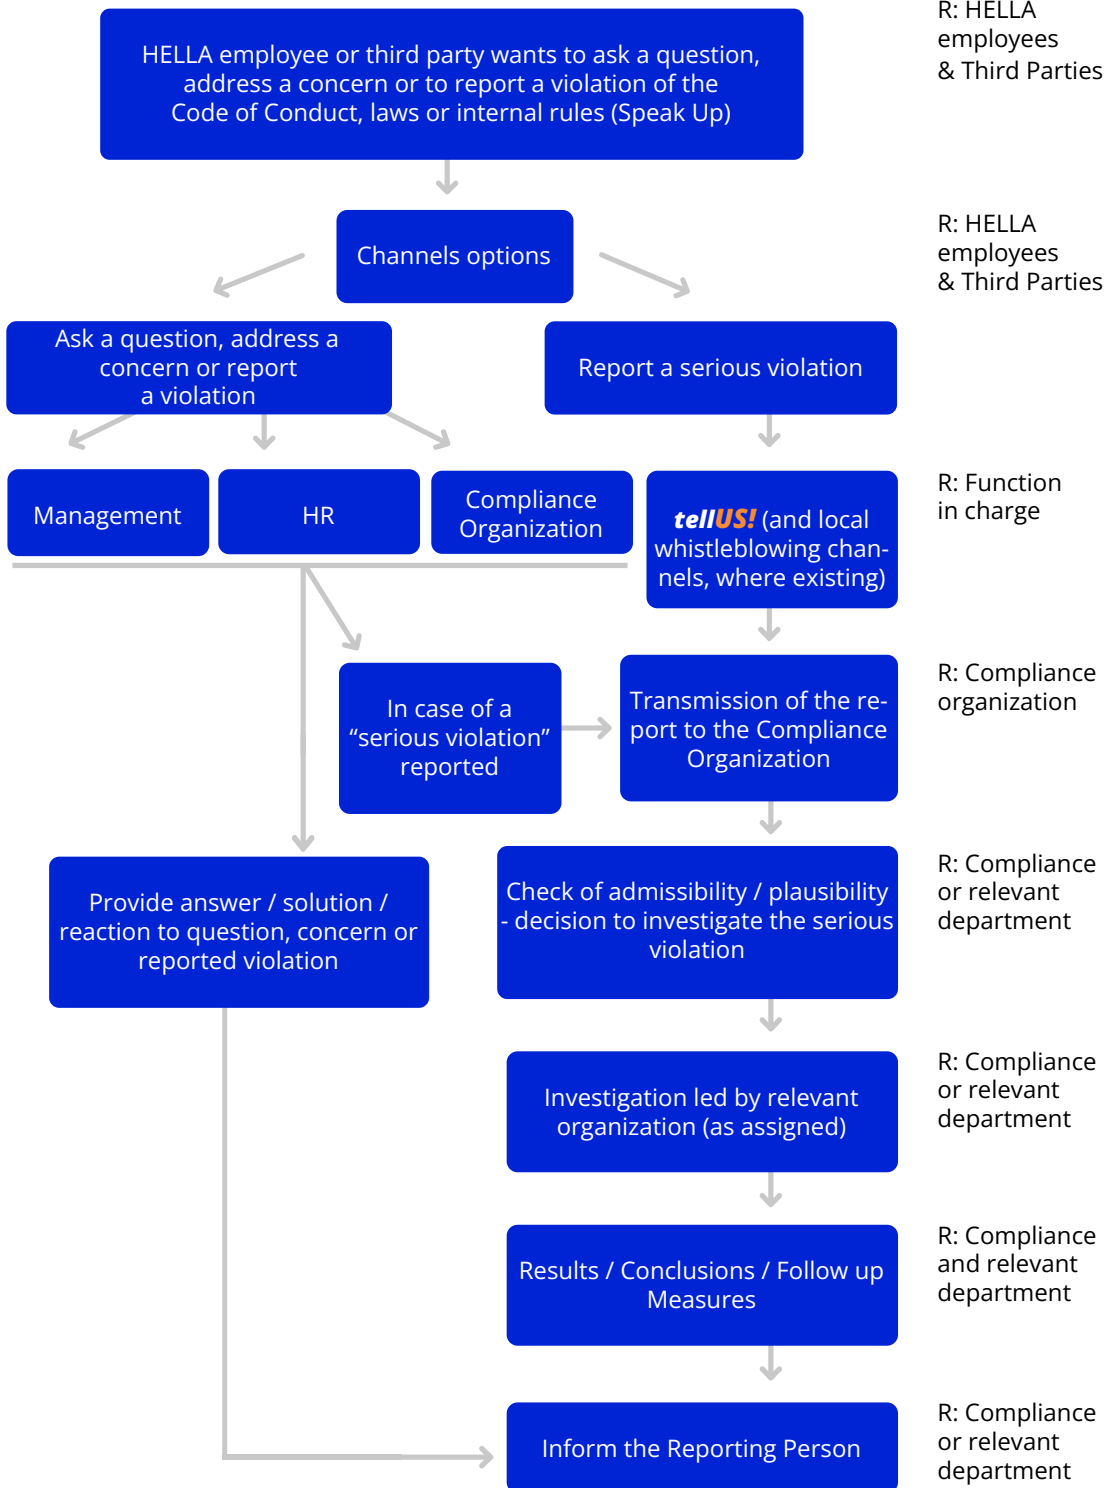 HELLA employee or third party wants to ask a question,
address a concern or to report a violation of the
Code of Conduct, laws or internal rules (Speak Up)
R: HELLA
employees
& Third Parties
Channels options
R: HELLA
employees
& Third Parties
Ask a question, address a
concern or report
a violation
Report a serious violation
Management
HR
Compliance
Organization
tellUS! (and local
whistleblowing chan-
nels, where existing)
R: Function
in charge
In case of a
“serious violation”
reported
Transmission of the re-
port to the Compliance
Organization
R: Compliance
organization
Provide answer / solution /
reaction to question, concern or
reported violation
Check of admissibility / plausibility
- decision to investigate the serious
violation
R: Compliance
or relevant
department
Investigation led by relevant
organization (as assigned)
R: Compliance
or relevant
department
Results / Conclusions / Follow up
Measures
R: Compliance
and relevant
department
Inform the Reporting Person
R: Compliance
or relevant
department